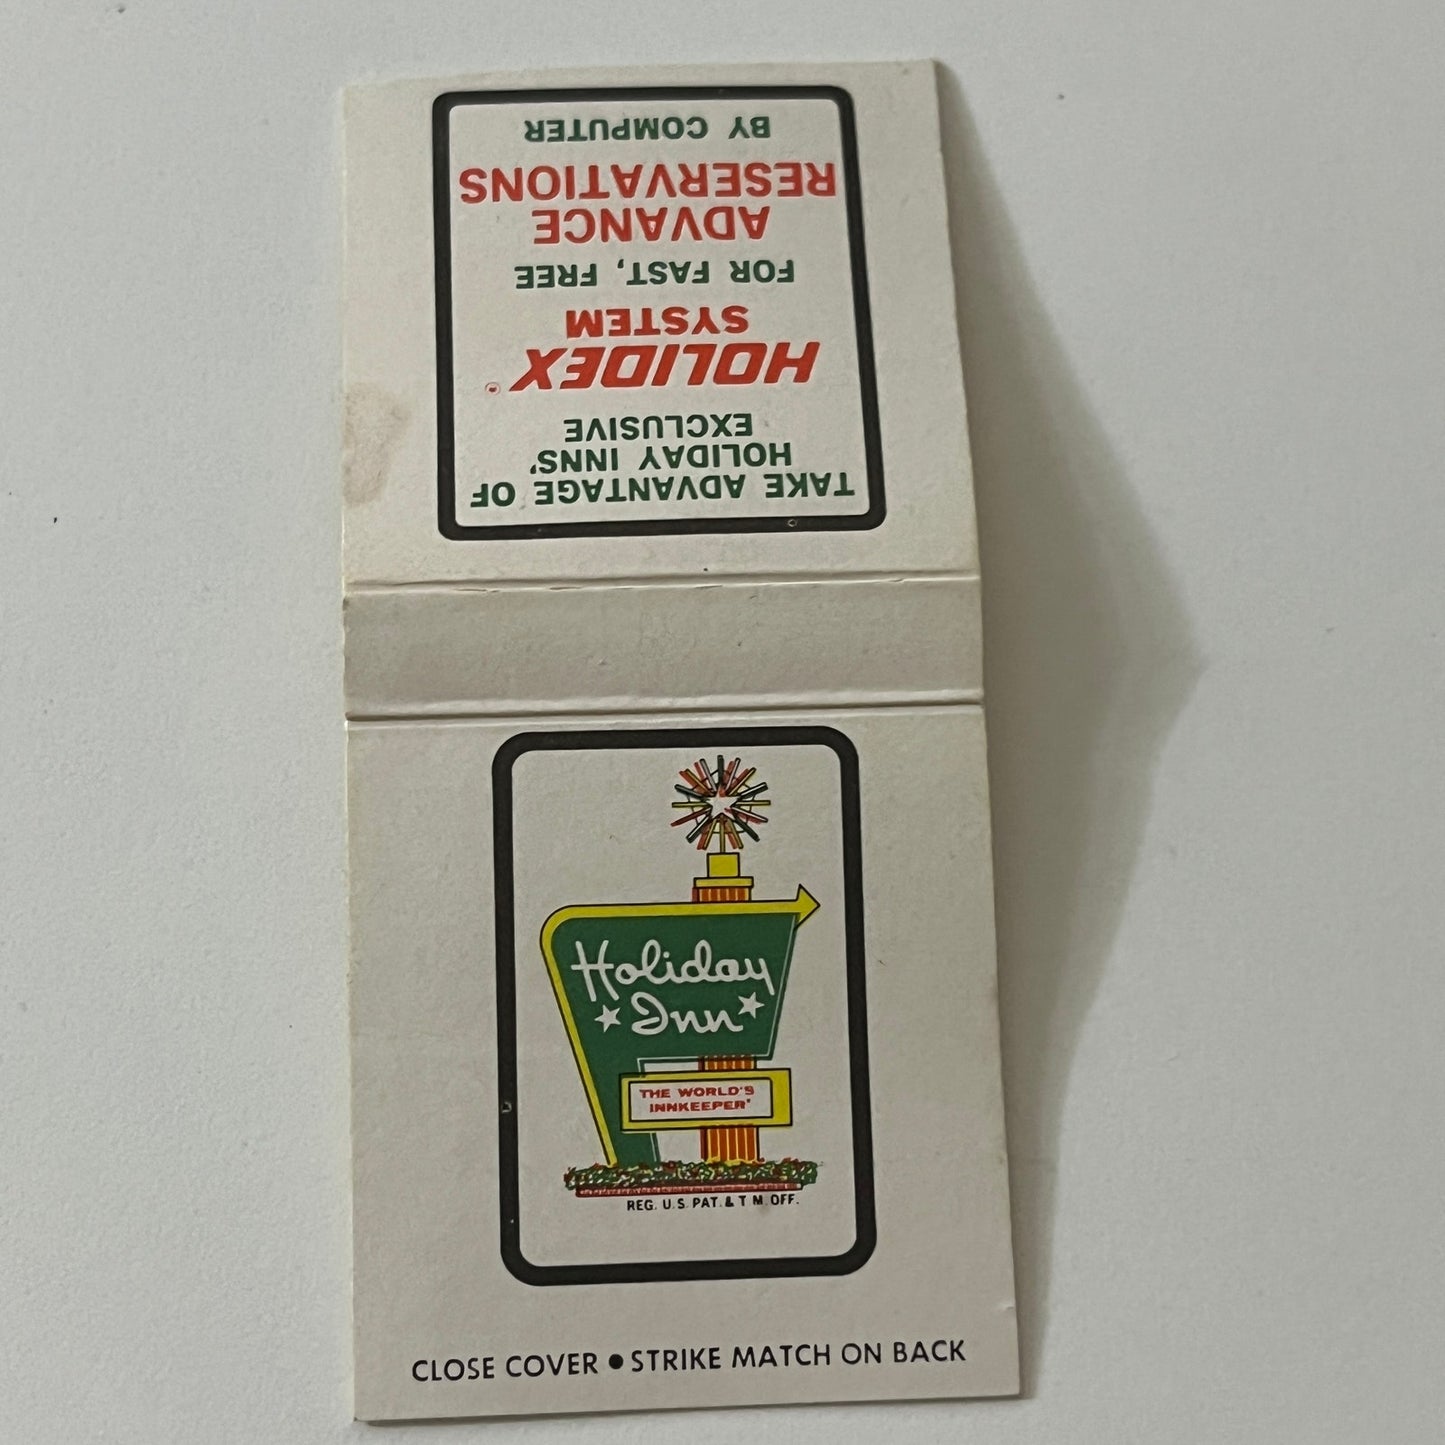 TAKE ADVANTAGE OF
HOLIDAY INNS'
EXCLUSIVE
HOLIDEX®
SYSTEM
FOR FAST, FREE
ADVANCE
RESERVATIONS
BY COMPUTER
Holiday
Inn
THE WORLD'S
INNKEEPER'
REG. U.S. PAT. & T M. OFF.
CLOSE COVER ● STRIKE MATCH ON BACK